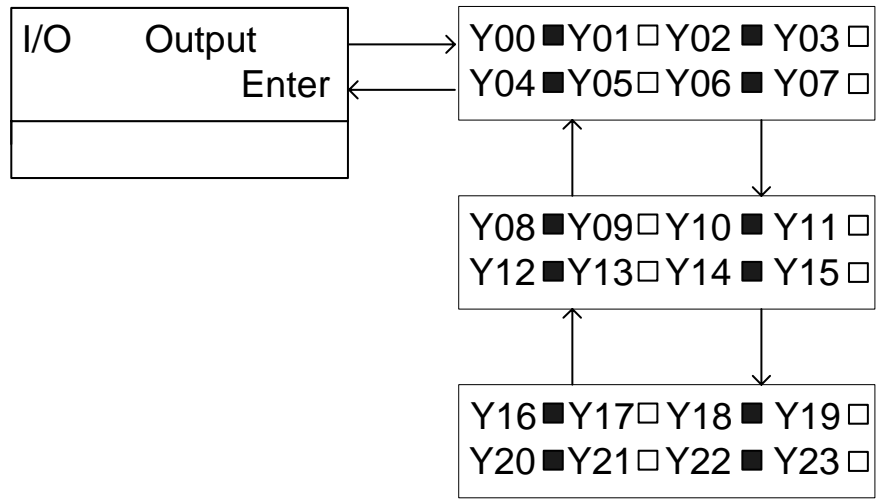 I/O Output
Enter
Y00 ■ Y01 □ Y02 ■ Y03 □
Y04 ■ Y05 □ Y06 ■ Y07 □
Y08 ■ Y09 □ Y10 ■ Y11 □
Y12 ■ Y13 □ Y14 ■ Y15 □
Y16 ■ Y17 □ Y18 ■ Y19 □
Y20 ■ Y21 □ Y22 ■ Y23 □